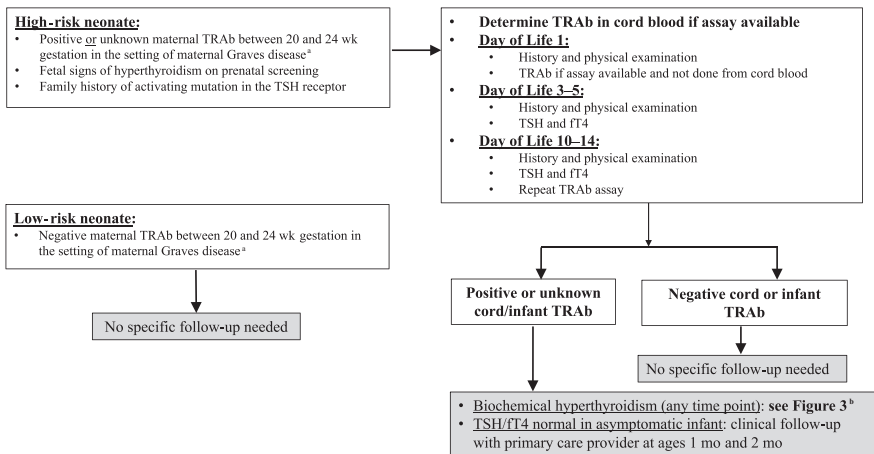 High-risk neonate:
• Positive or unknown maternal TRAb between 20 and 24 wk
gestation in the setting of maternal Graves diseaseᵃ
• Fetal signs of hyperthyroidism on prenatal screening
• Family history of activating mutation in the TSH receptor
• Determine TRAb in cord blood if assay available
• Day of Life 1:
• History and physical examination
• TRAb if assay available and not done from cord blood
• Day of Life 3–5:
• History and physical examination
• TSH and fT4
• Day of Life 10–14:
• History and physical examination
• TSH and fT4
• Repeat TRAb assay
Low-risk neonate:
• Negative maternal TRAb between 20 and 24 wk gestation in
the setting of maternal Graves diseaseᵃ
No specific follow-up needed
Positive or unknown
cord/infant TRAb
Negative cord or infant
TRAb
No specific follow-up needed
• Biochemical hyperthyroidism (any time point): see Figure 3ᵇ
• TSH/fT4 normal in asymptomatic infant: clinical follow-up
with primary care provider at ages 1 mo and 2 mo